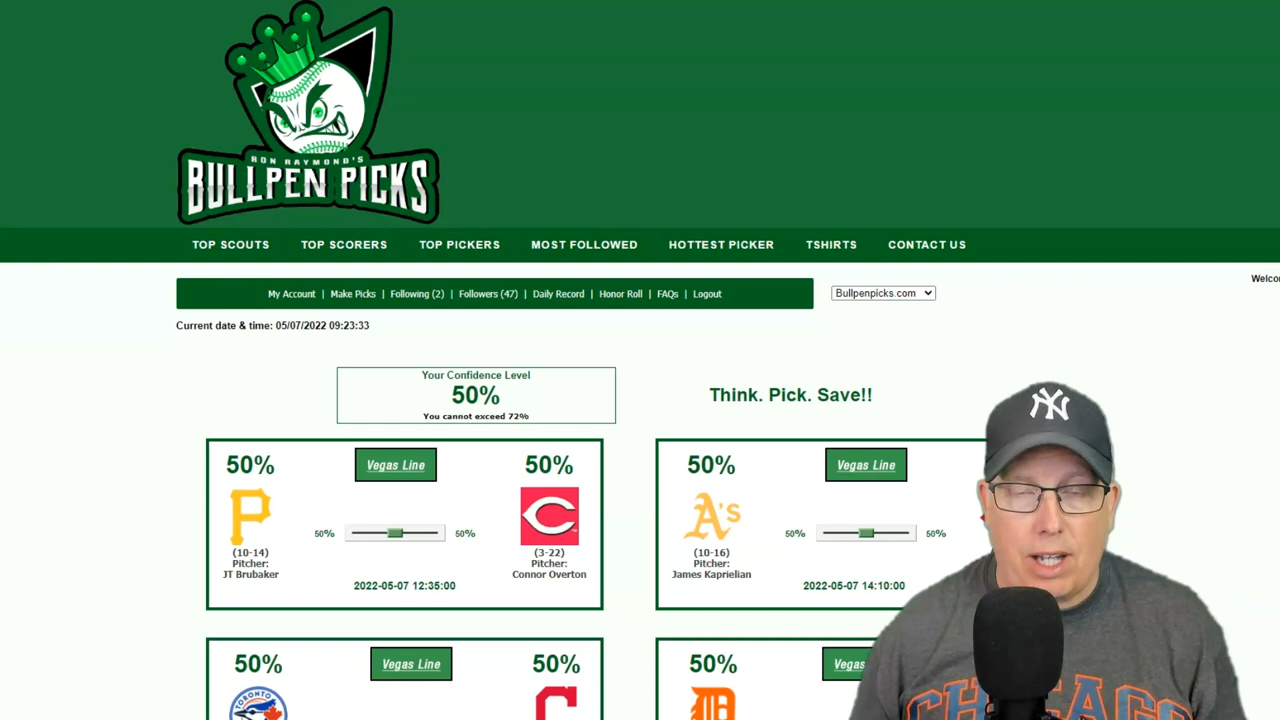 RON RAYMOND'S
BULLPEN PICKS
TOP SCOUTS TOP SCORERS TOP PICKERS MOST FOLLOWED HOTTEST PICKER TSHIRTS CONTACT US
My Account | Make Picks | Following (2) | Followers (47) | Daily Record | Honor Roll | FAQs | Logout
Bullpenpicks.com
Current date & time: 05/07/2022 09:23:33
Your Confidence Level
50%
You cannot exceed 72%
Think. Pick. Save!!
50% Vegas Line 50%
P C
50% 50%
(10-14) (3-22)
Pitcher: Pitcher:
JT Brubaker Connor Overton
2022-05-07 12:35:00
50% Vegas Line
A's
50% 50%
(10-16)
Pitcher:
James Kaprielian
2022-05-07 14:10:00
50% Vegas Line 50%
TORONTO C
50%
D
NY
CHICAGO